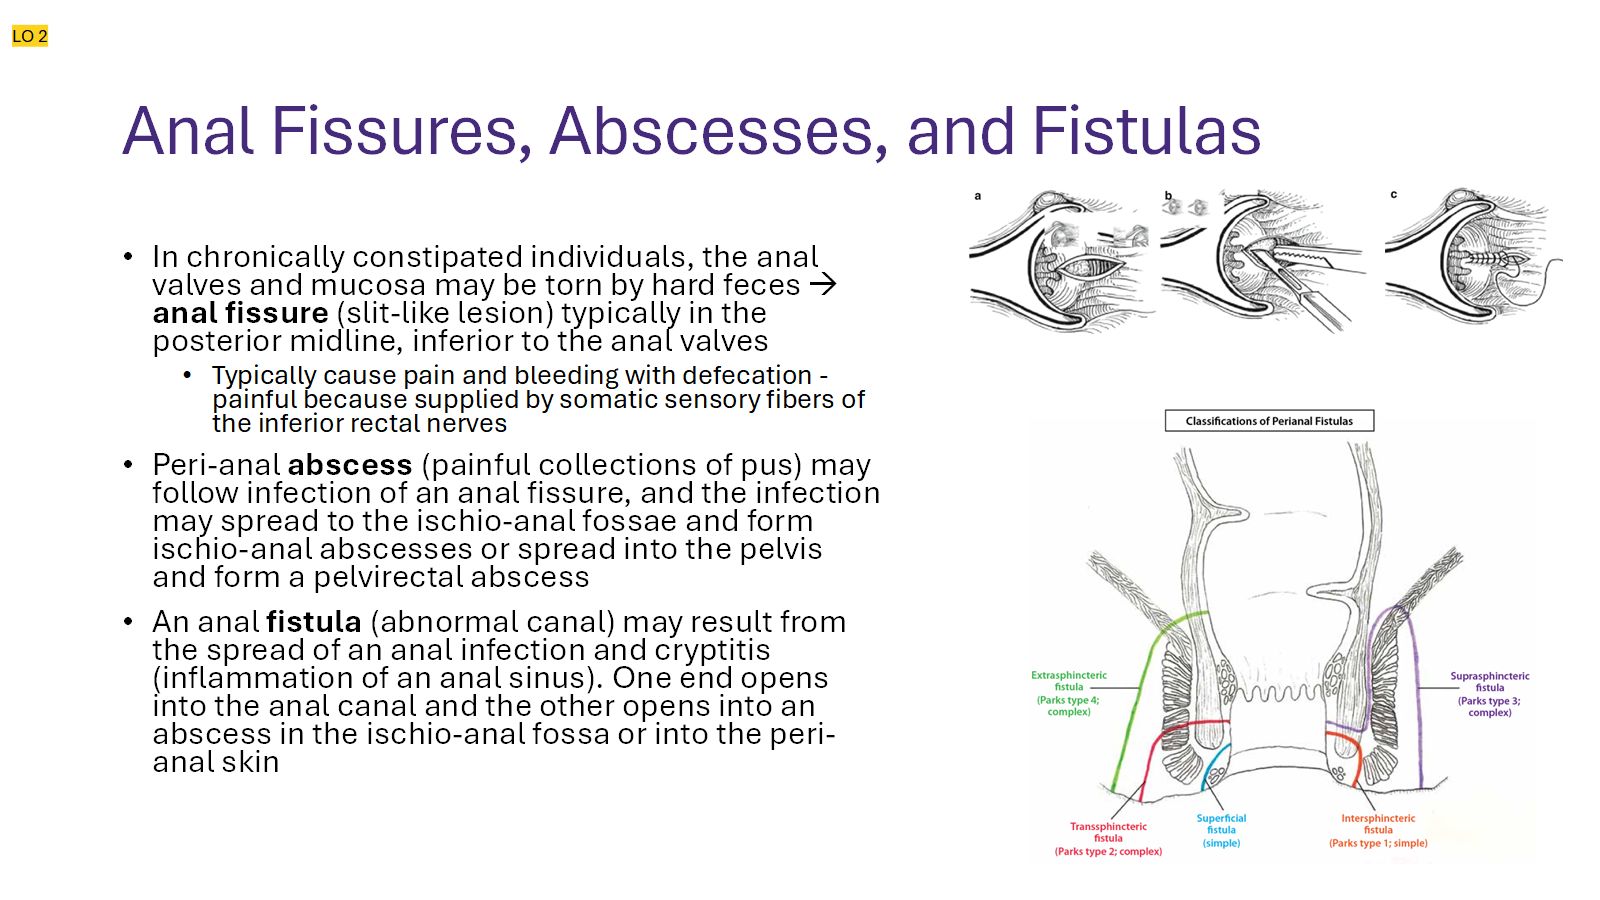 LO 2
Anal Fissures, Abscesses, and Fistulas
• In chronically constipated individuals, the anal
valves and mucosa may be torn by hard feces →
anal fissure (slit-like lesion) typically in the
posterior midline, inferior to the anal valves
• Typically cause pain and bleeding with defecation -
painful because supplied by somatic sensory fibers of
the inferior rectal nerves
• Peri-anal abscess (painful collections of pus) may
follow infection of an anal fissure, and the infection
may spread to the ischio-anal fossae and form
ischio-anal abscesses or spread into the pelvis
and form a pelvirectal abscess
• An anal fistula (abnormal canal) may result from
the spread of an anal infection and cryptitis
(inflammation of an anal sinus). One end opens
into the anal canal and the other opens into an
abscess in the ischio-anal fossa or into the peri-
anal skin
a
b
c
Classifications of Perianal Fistulas
Extrasphincteric
fistula
(Parks type 4;
complex)
Suprasphincteric
fistula
(Parks type 3;
complex)
Transsphincteric
fistula
(Parks type 2; complex)
Superficial
fistula
(simple)
Intersphincteric
fistula
(Parks type 1; simple)